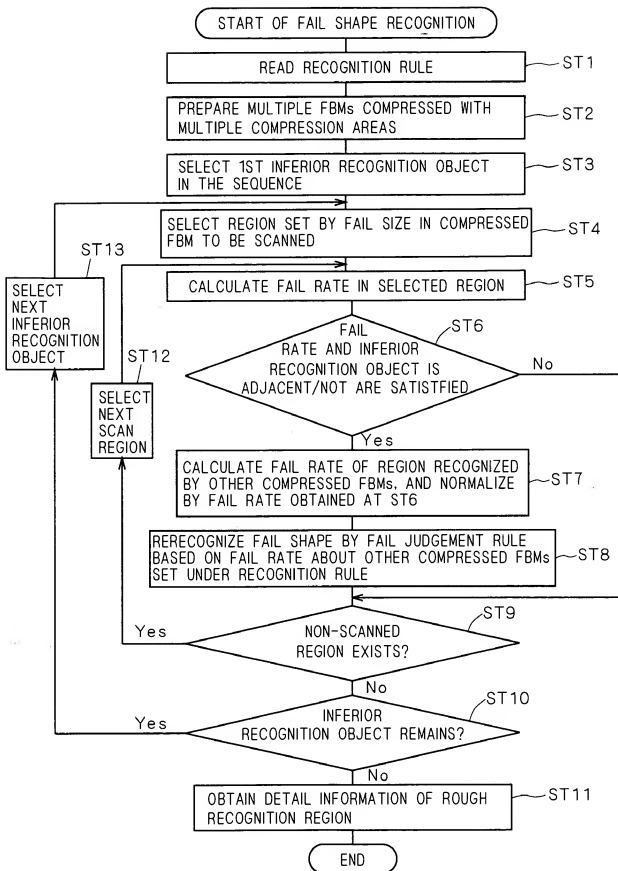 START OF FAIL SHAPE RECOGNITION
READ RECOGNITION RULE
ST1
PREPARE MULTIPLE FBMs COMPRESSED WITH
MULTIPLE COMPRESSION AREAS
ST2
SELECT 1ST INFERIOR RECOGNITION OBJECT
IN THE SEQUENCE
ST3
SELECT REGION SET BY FAIL SIZE IN COMPRESSED
FBM TO BE SCANNED
ST4
ST13
SELECT
NEXT
INFERIOR
RECOGNITION
OBJECT
CALCULATE FAIL RATE IN SELECTED REGION
ST5
ST12
SELECT
NEXT
SCAN
REGION
FAIL
RATE AND INFERIOR
RECOGNITION OBJECT IS
ADJACENT/NOT ARE SATISTFIED
ST6
No
Yes
CALCULATE FAIL RATE OF REGION RECOGNIZED
BY OTHER COMPRESSED FBMs, AND NORMALIZE
BY FAIL RATE OBTAINED AT ST6
ST7
RERECOGNIZE FAIL SHAPE BY FAIL JUDGEMENT RULE
BASED ON FAIL RATE ABOUT OTHER COMPRESSED FBMs
SET UNDER RECOGNITION RULE
ST8
ST9
Yes
NON-SCANNED
REGION EXISTS?
No
ST10
Yes
INFERIOR
RECOGNITION OBJECT REMAINS?
No
OBTAIN DETAIL INFORMATION OF ROUGH
RECOGNITION REGION
ST11
END